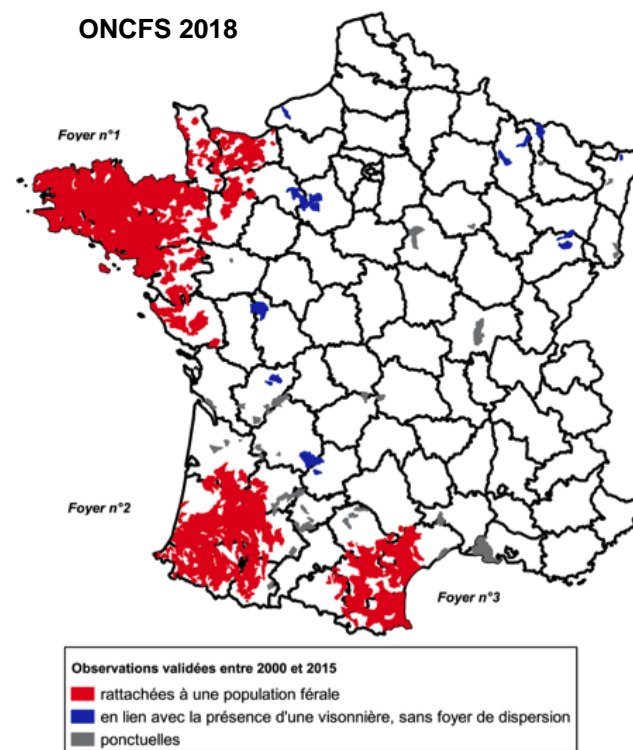 ONCFS 2018
Foyer n°1
Foyer n°2
Foyer n°3
Observations validées entre 2000 et 2015
rattachées à une population férale
en lien avec la présence d'une visonnière, sans foyer de dispersion
ponctuelles